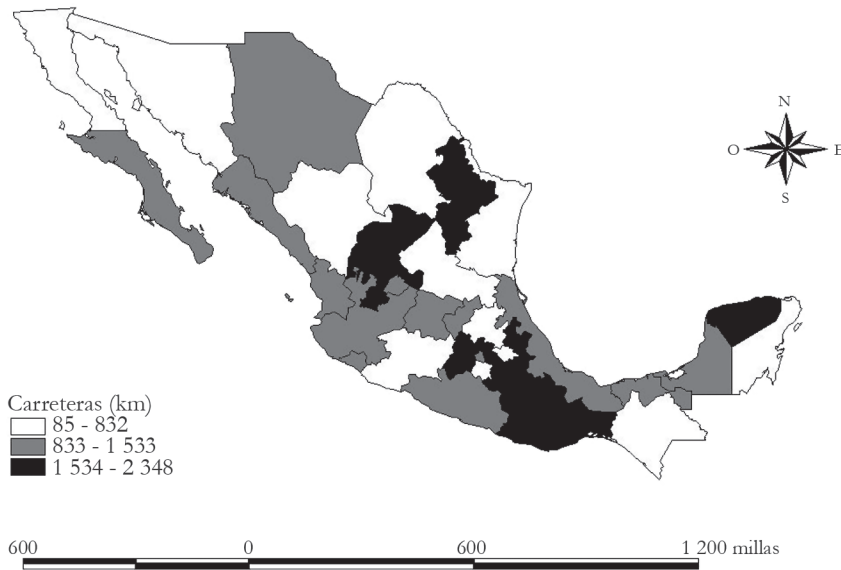 N
O
E
S
Carreteras (km)
85 - 832
833 - 1 533
1 534 - 2 348
600 0 600 1 200 millas